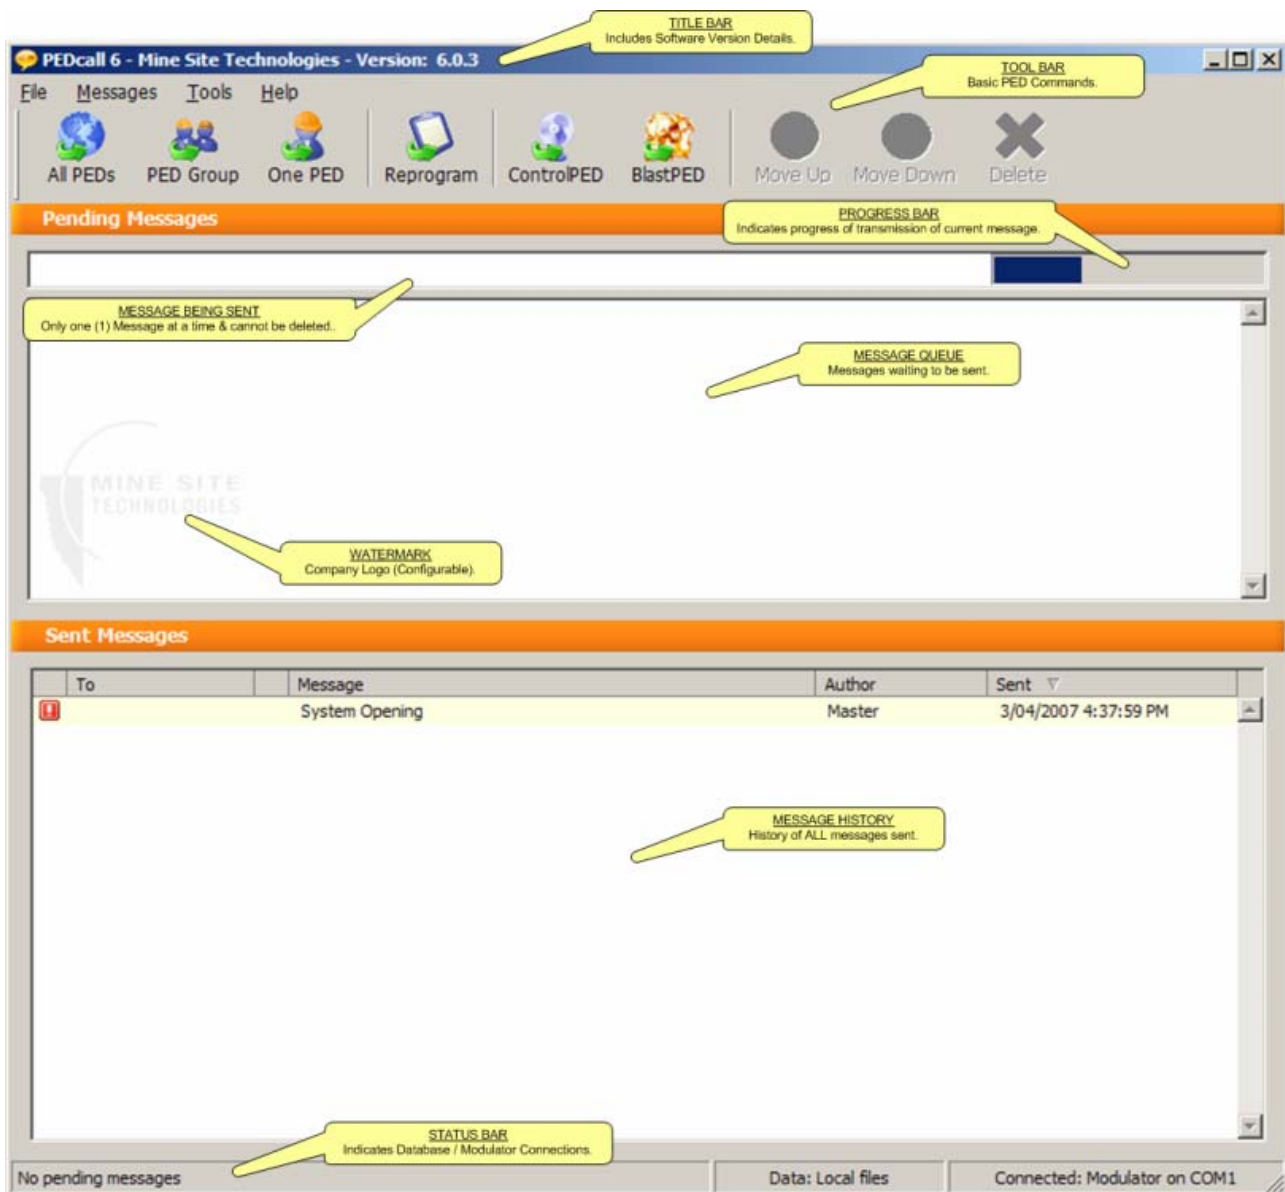 TITLE BAR
Includes Software Version Details.
PEDcall 6 - Mine Site Technologies - Version: 6.0.3
TOOL BAR
Basic PED Commands.
File Messages Tools Help
All PEDs PED Group One PED Reprogram ControlPED BlastPED Move Up Move Down Delete
Pending Messages
PROGRESS BAR
Indicates progress of transmission of current message.
MESSAGE BEING SENT
Only one (1) Message at a time & cannot be deleted..
MESSAGE QUEUE
Messages waiting to be sent.
MINE SITE
TECHNOLOGIES
WATERMARK
Company Logo (Configurable).
Sent Messages
To Message Author Sent
System Opening Master 3/04/2007 4:37:59 PM
MESSAGE HISTORY
History of ALL messages sent.
STATUS BAR
Indicates Database / Modulator Connections.
No pending messages Data: Local files Connected: Modulator on COM1